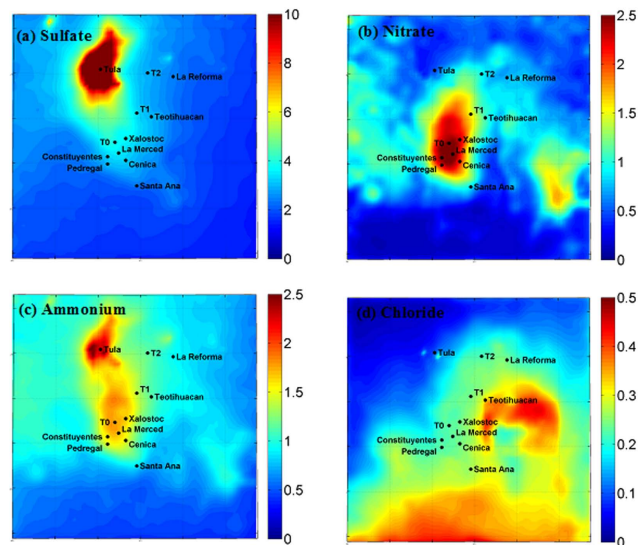 (a) Sulfate
Tula
T2
La Reforma
T1
Teotihuacan
T0
Xalostoc
La Merced
Constituyentes
Cenica
Pedregal
Santa Ana
10
8
6
4
2
0
(b) Nitrate
Tula
T2
La Reforma
T1
Teotihuacan
T0
Xalostoc
La Merced
Constituyentes
Cenica
Pedregal
Santa Ana
2.5
2
1.5
1
0.5
0
(c) Ammonium
Tula
T2
La Reforma
T1
Teotihuacan
T0
Xalostoc
La Merced
Constituyentes
Cenica
Pedregal
Santa Ana
2.5
2
1.5
1
0.5
0
(d) Chloride
Tula
T2
La Reforma
T1
Teotihuacan
T0
Xalostoc
La Merced
Constituyentes
Cenica
Pedregal
Santa Ana
0.5
0.4
0.3
0.2
0.1
0